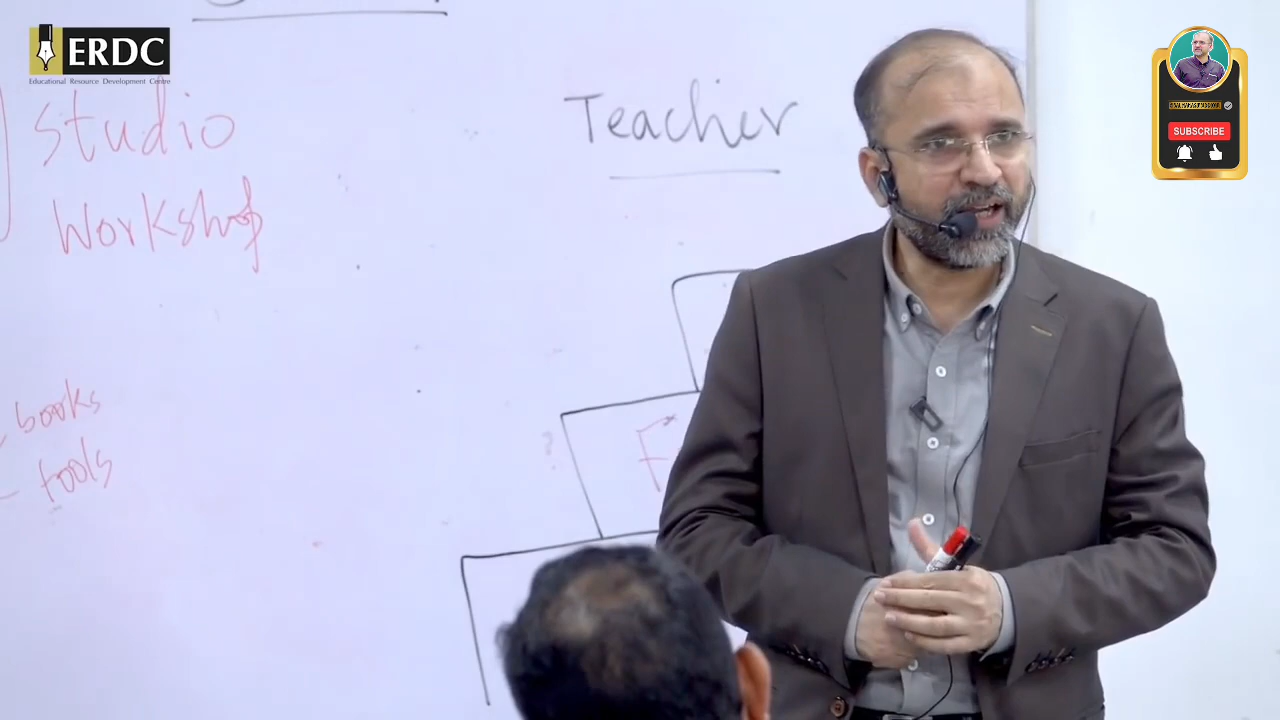 ERDC
Educational Resource Development Centre
SUBSCRIBE
Teacher
studio
Workshop
books
tools
F*